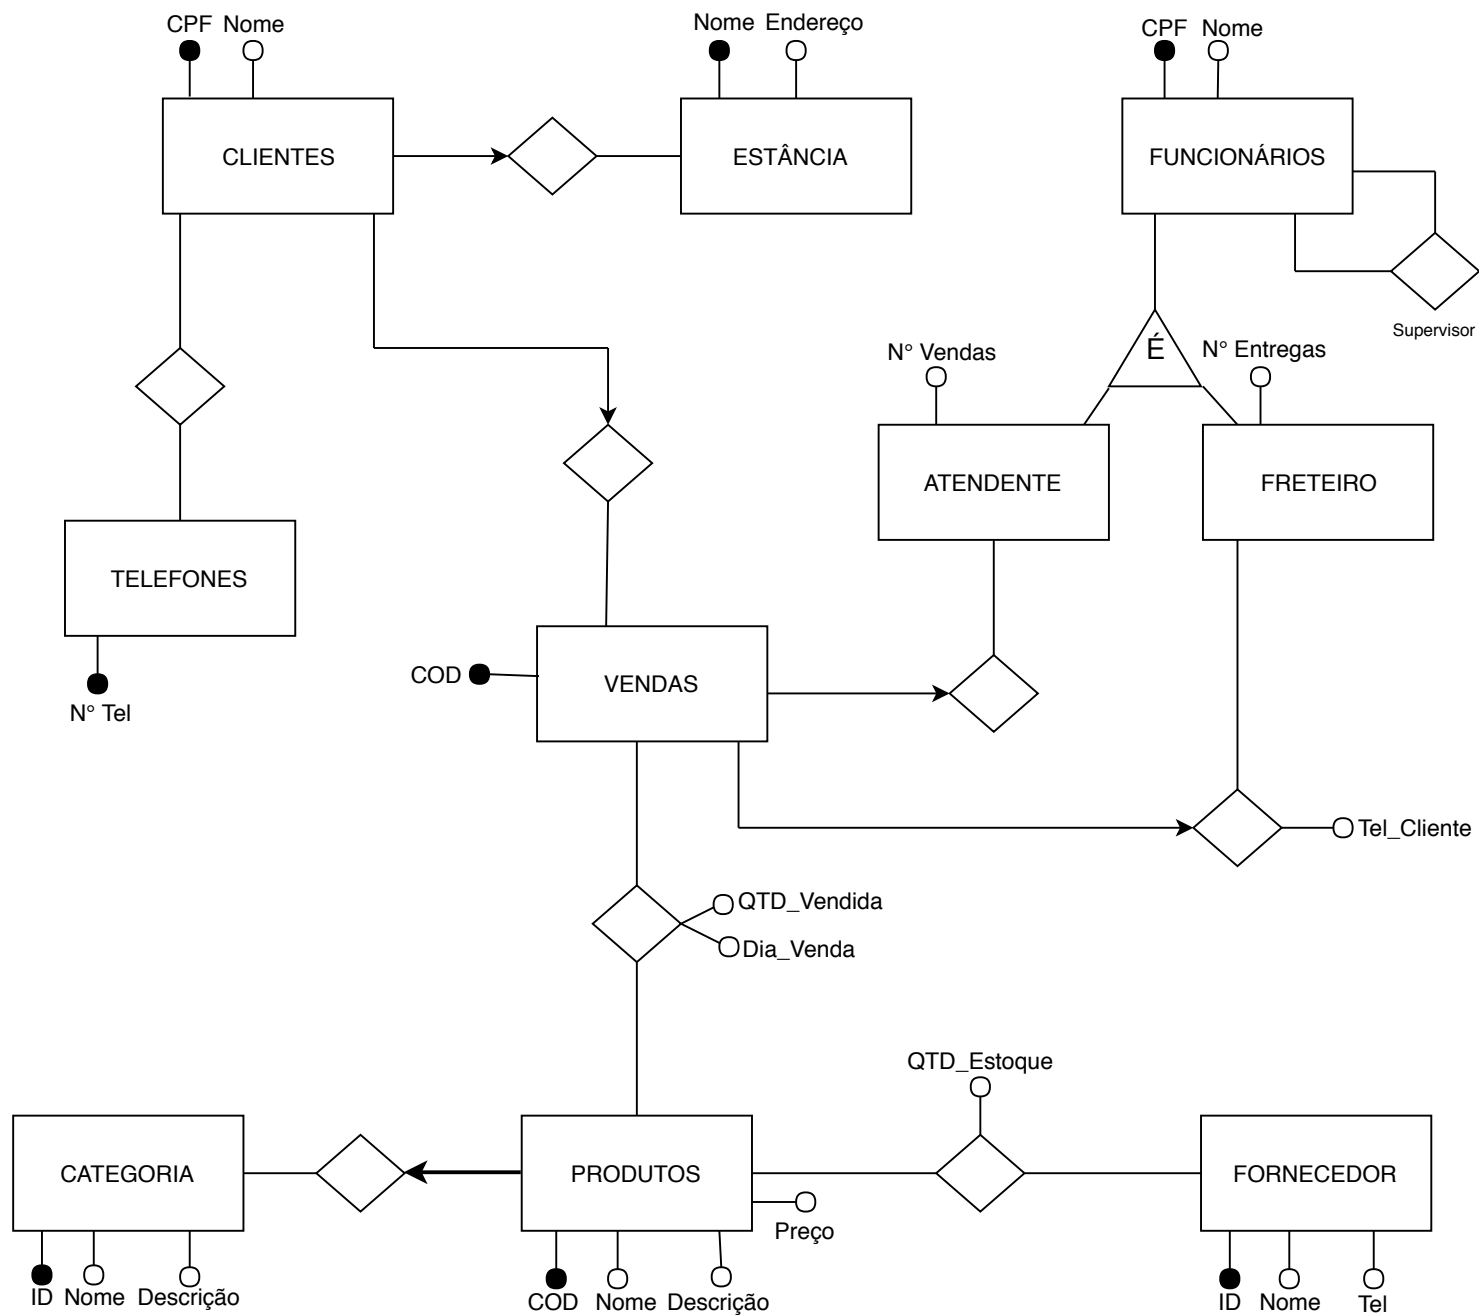 CPF Nome
Nome Endereço
CPF Nome
CLIENTES
ESTÂNCIA
FUNCIONÁRIOS
Supervisor
É
N° Vendas
N° Entregas
ATENDENTE
FRETEIRO
TELEFONES
N° Tel
COD
VENDAS
Tel_Cliente
QTD_Vendida
Dia_Venda
QTD_Estoque
CATEGORIA
PRODUTOS
FORNECEDOR
Preço
ID Nome Descrição
COD Nome Descrição
ID Nome Tel